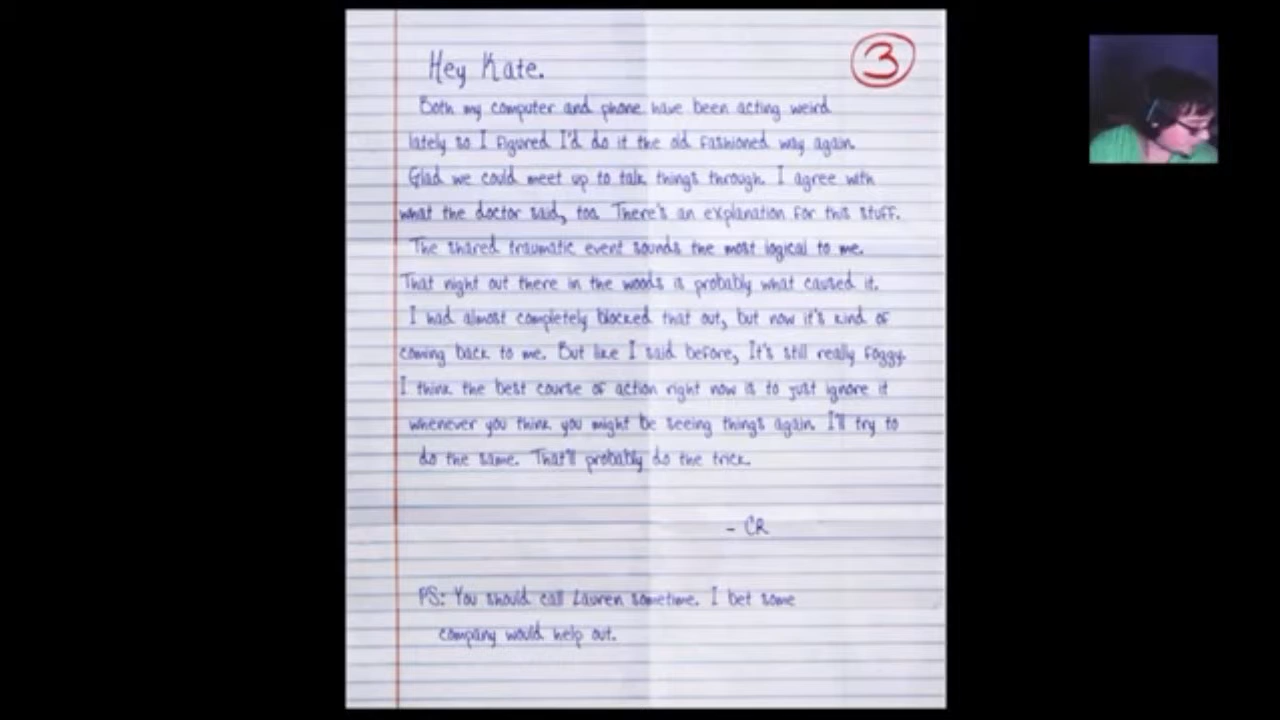 3
Hey Kate.
Both my computer and phone have been acting weird
lately so I figured I'd do it the old fashioned way again.
Glad we could meet up to talk things through. I agree with
what the doctor said, too. There's an explanation for this stuff.
The shared traumatic event sounds the most logical to me.
That night out there in the woods is probably what caused it.
I had almost completely blocked that out, but now it's kind of
coming back to me. But like I said before, It's still really foggy.
I think the best course of action right now is to just ignore it
whenever you think you might be seeing things again. I'll try to
do the same. That'll probably do the trick.
- CR
PS: You should call Lauren sometime. I bet some
company would help out.